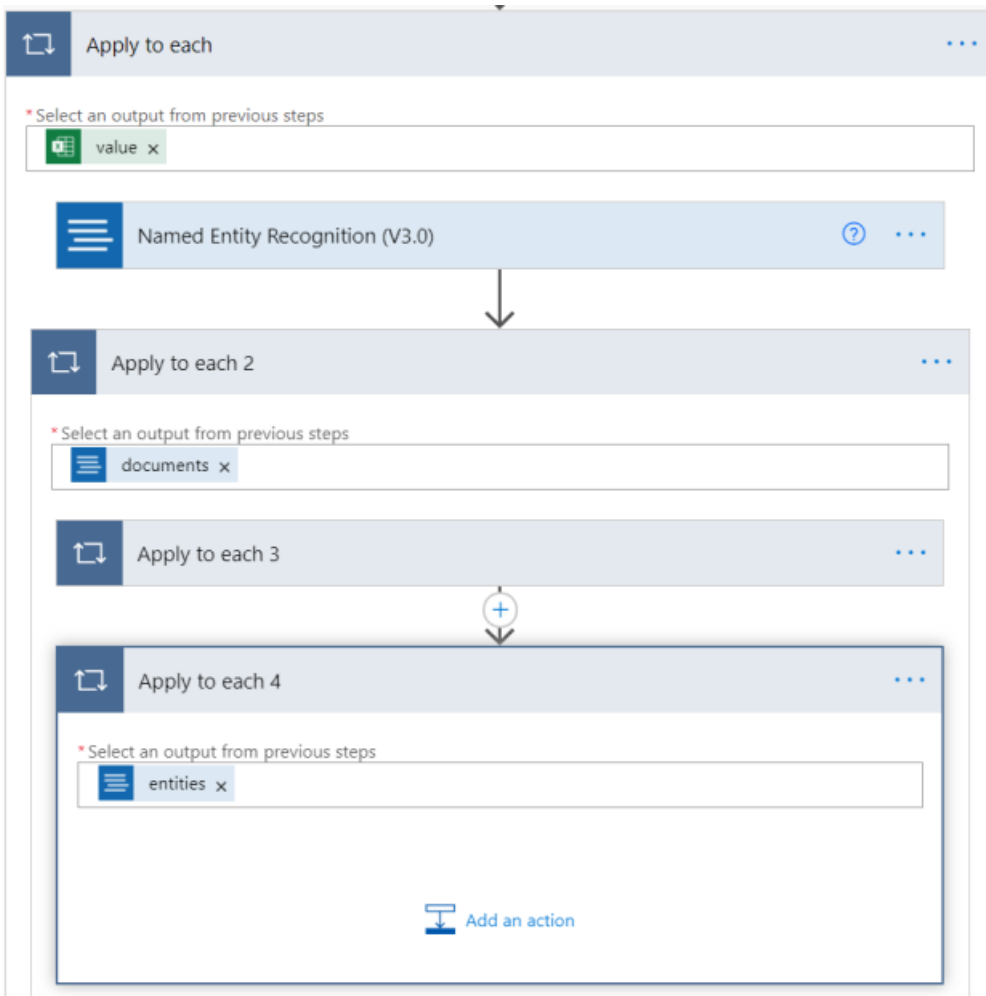 Apply to each
* Select an output from previous steps
value ×
Named Entity Recognition (V3.0)
Apply to each 2
* Select an output from previous steps
documents ×
Apply to each 3
Apply to each 4
* Select an output from previous steps
entities ×
Add an action